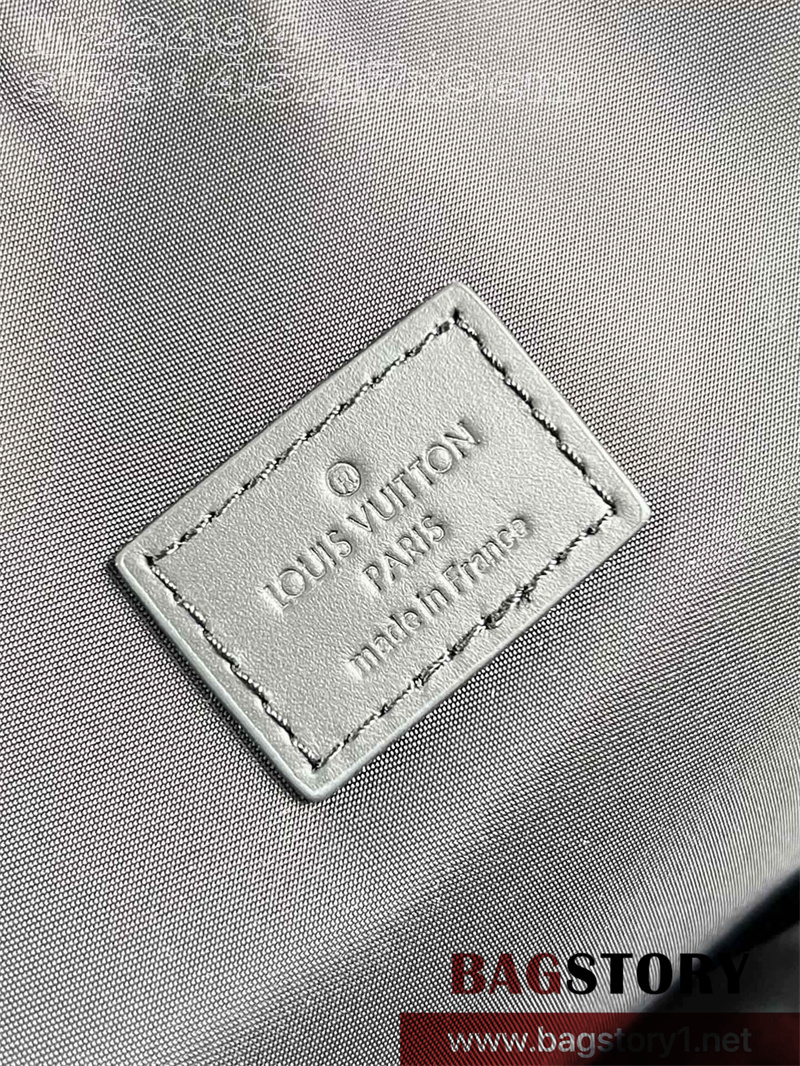 ®
LOUIS VUITTON
PARIS
made in France
BAGSTORY
www.bagstory1.net